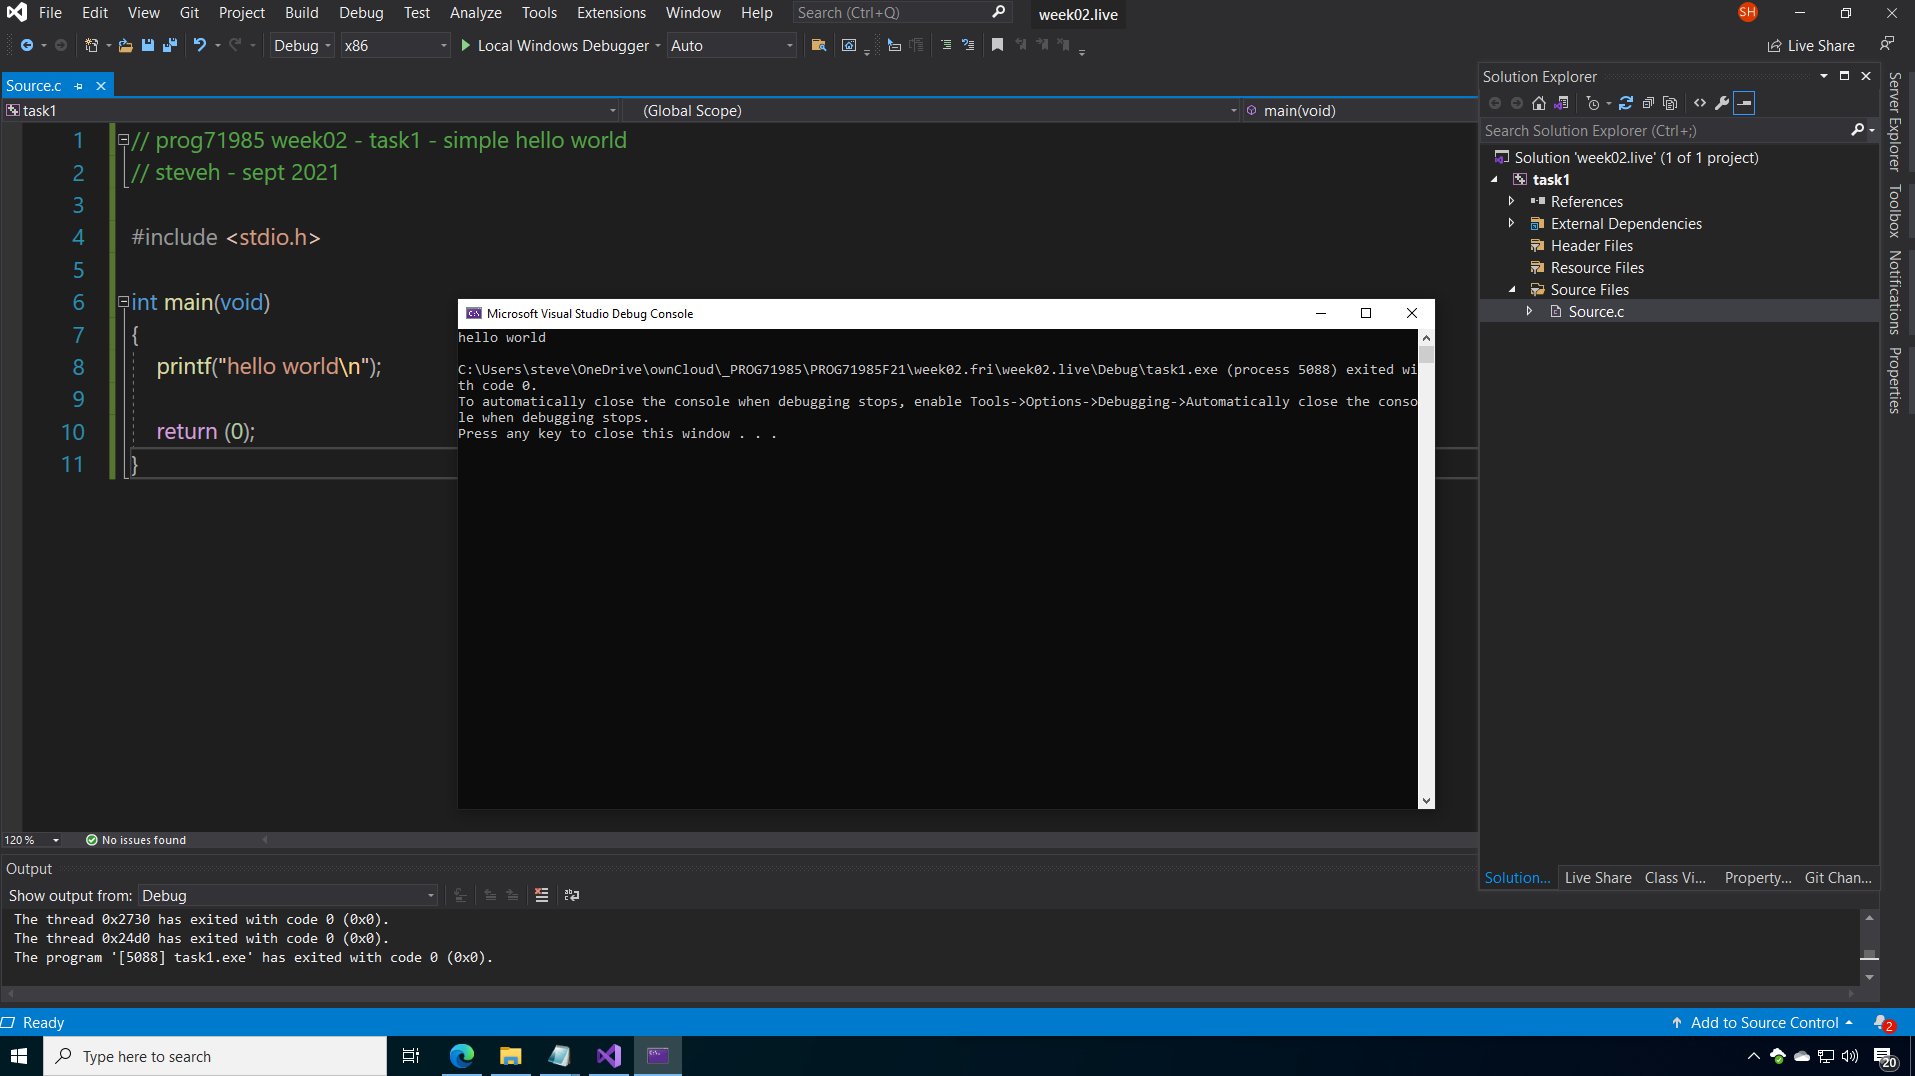 File Edit View Git Project Build Debug Test Analyze Tools Extensions Window Help Search (Ctrl+Q) week02.live SH
Debug x86 Local Windows Debugger Auto Live Share
Source.c
task1 (Global Scope) main(void)
1 // prog71985 week02 - task1 - simple hello world
2 // steveh - sept 2021
3
4 #include <stdio.h>
5
6 int main(void)
7 {
8 printf("hello world\n");
9
10 return (0);
11 }
Microsoft Visual Studio Debug Console
hello world
C:\Users\steve\OneDrive\ownCloud\_PROG71985\PROG71985F21\week02.fri\week02.live\Debug\task1.exe (process 5088) exited wi
th code 0.
To automatically close the console when debugging stops, enable Tools->Options->Debugging->Automatically close the conso
le when debugging stops.
Press any key to close this window . . .
Solution Explorer
Search Solution Explorer (Ctrl+;)
Solution 'week02.live' (1 of 1 project)
task1
References
External Dependencies
Header Files
Resource Files
Source Files
Source.c
Solution... Live Share Class Vi... Property... Git Chan...
Server Explorer
Toolbox
Notifications
Properties
120 % No issues found
Output
Show output from: Debug
The thread 0x2730 has exited with code 0 (0x0).
The thread 0x24d0 has exited with code 0 (0x0).
The program '[5088] task1.exe' has exited with code 0 (0x0).
Ready Add to Source Control 2
Type here to search 20